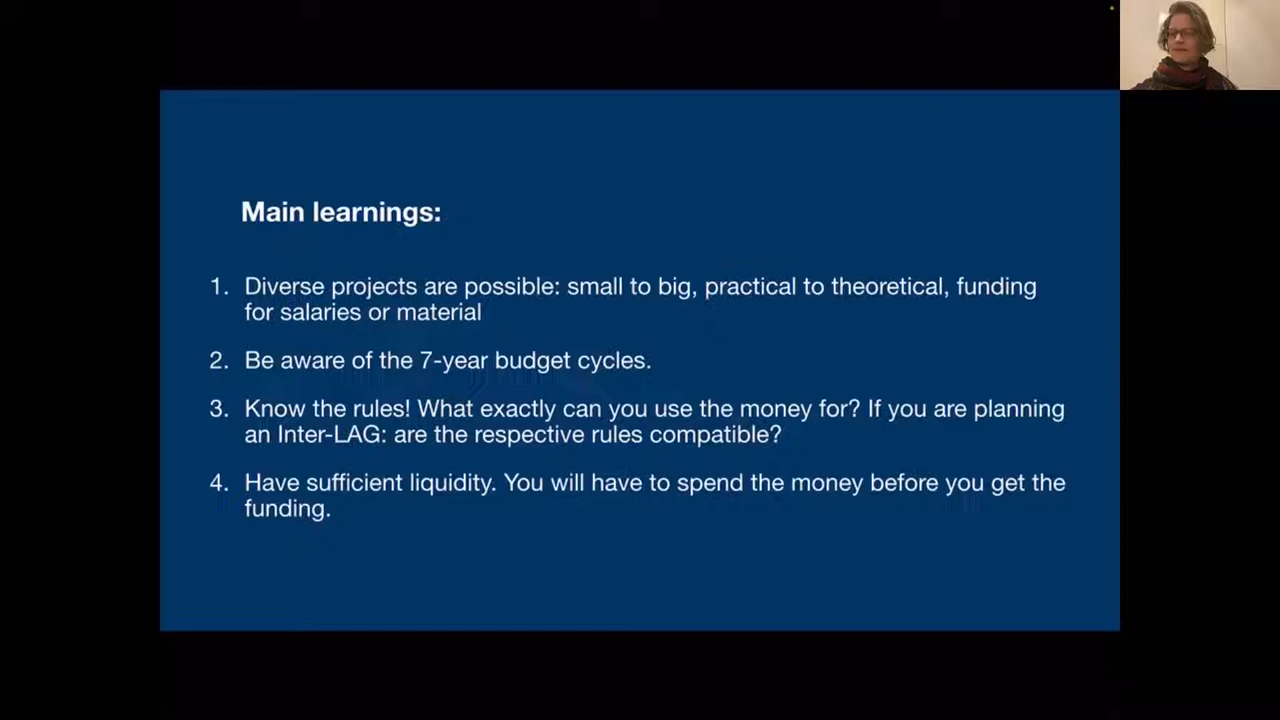 Main learnings:
1. Diverse projects are possible: small to big, practical to theoretical, funding
for salaries or material
2. Be aware of the 7-year budget cycles.
3. Know the rules! What exactly can you use the money for? If you are planning
an Inter-LAG: are the respective rules compatible?
4. Have sufficient liquidity. You will have to spend the money before you get the
funding.